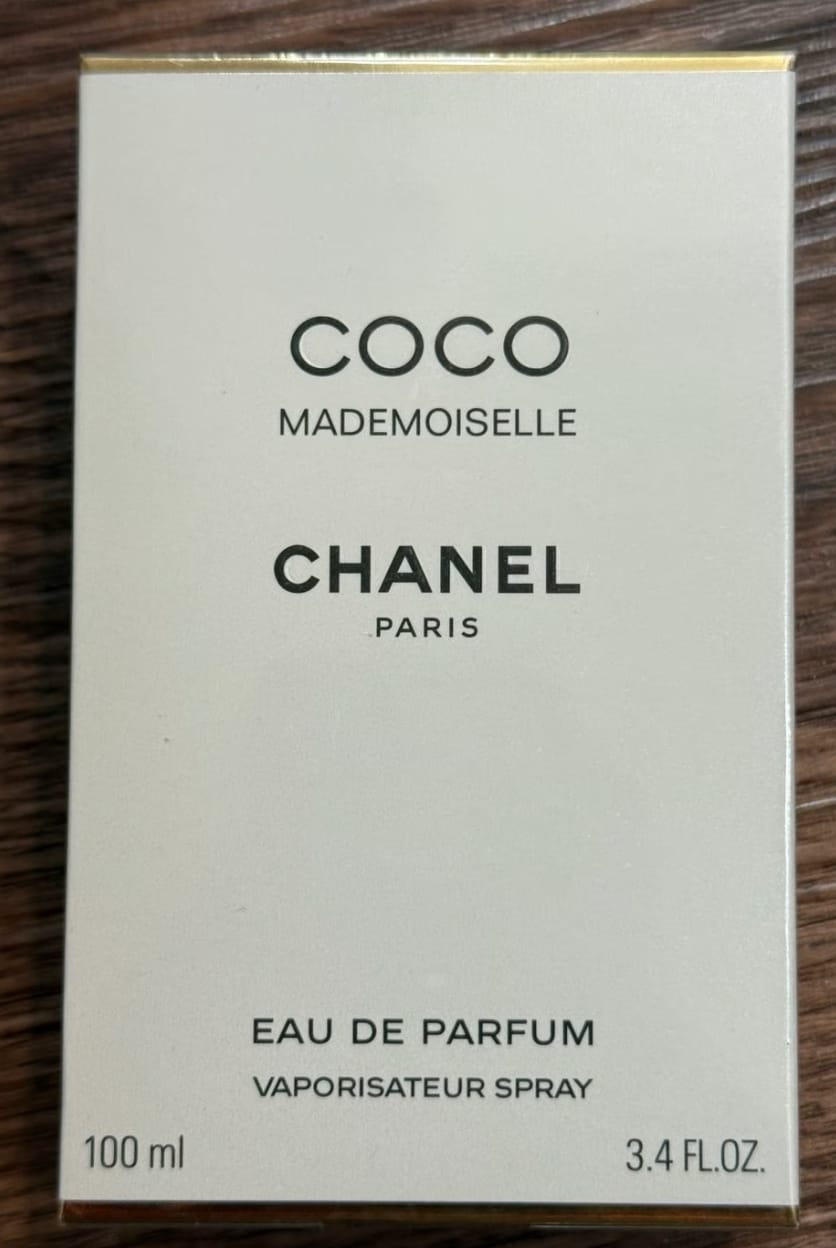 COCO
MADEMOISELLE
CHANEL
PARIS
EAU DE PARFUM
VAPORISATEUR SPRAY
100 ml 3.4 FL.OZ.